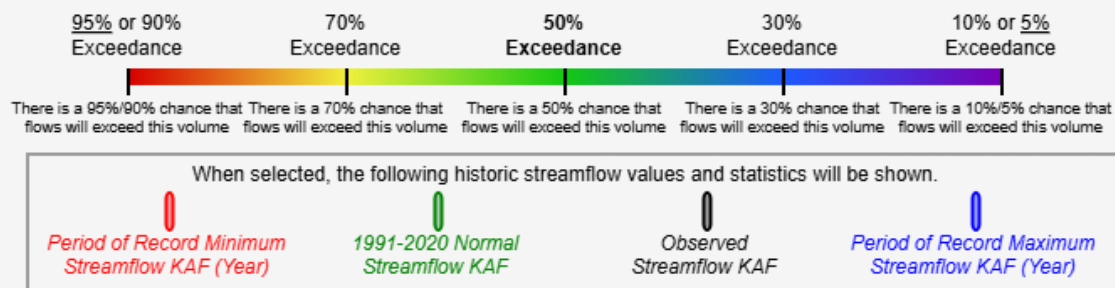 95% or 90%
Exceedance
70%
Exceedance
50%
Exceedance
30%
Exceedance
10% or 5%
Exceedance
There is a 95%/90% chance that
flows will exceed this volume
There is a 70% chance that
flows will exceed this volume
There is a 50% chance that
flows will exceed this volume
There is a 30% chance that
flows will exceed this volume
There is a 10%/5% chance that
flows will exceed this volume
When selected, the following historic streamflow values and statistics will be shown.
Period of Record Minimum
Streamflow KAF (Year)
1991-2020 Normal
Streamflow KAF
Observed
Streamflow KAF
Period of Record Maximum
Streamflow KAF (Year)